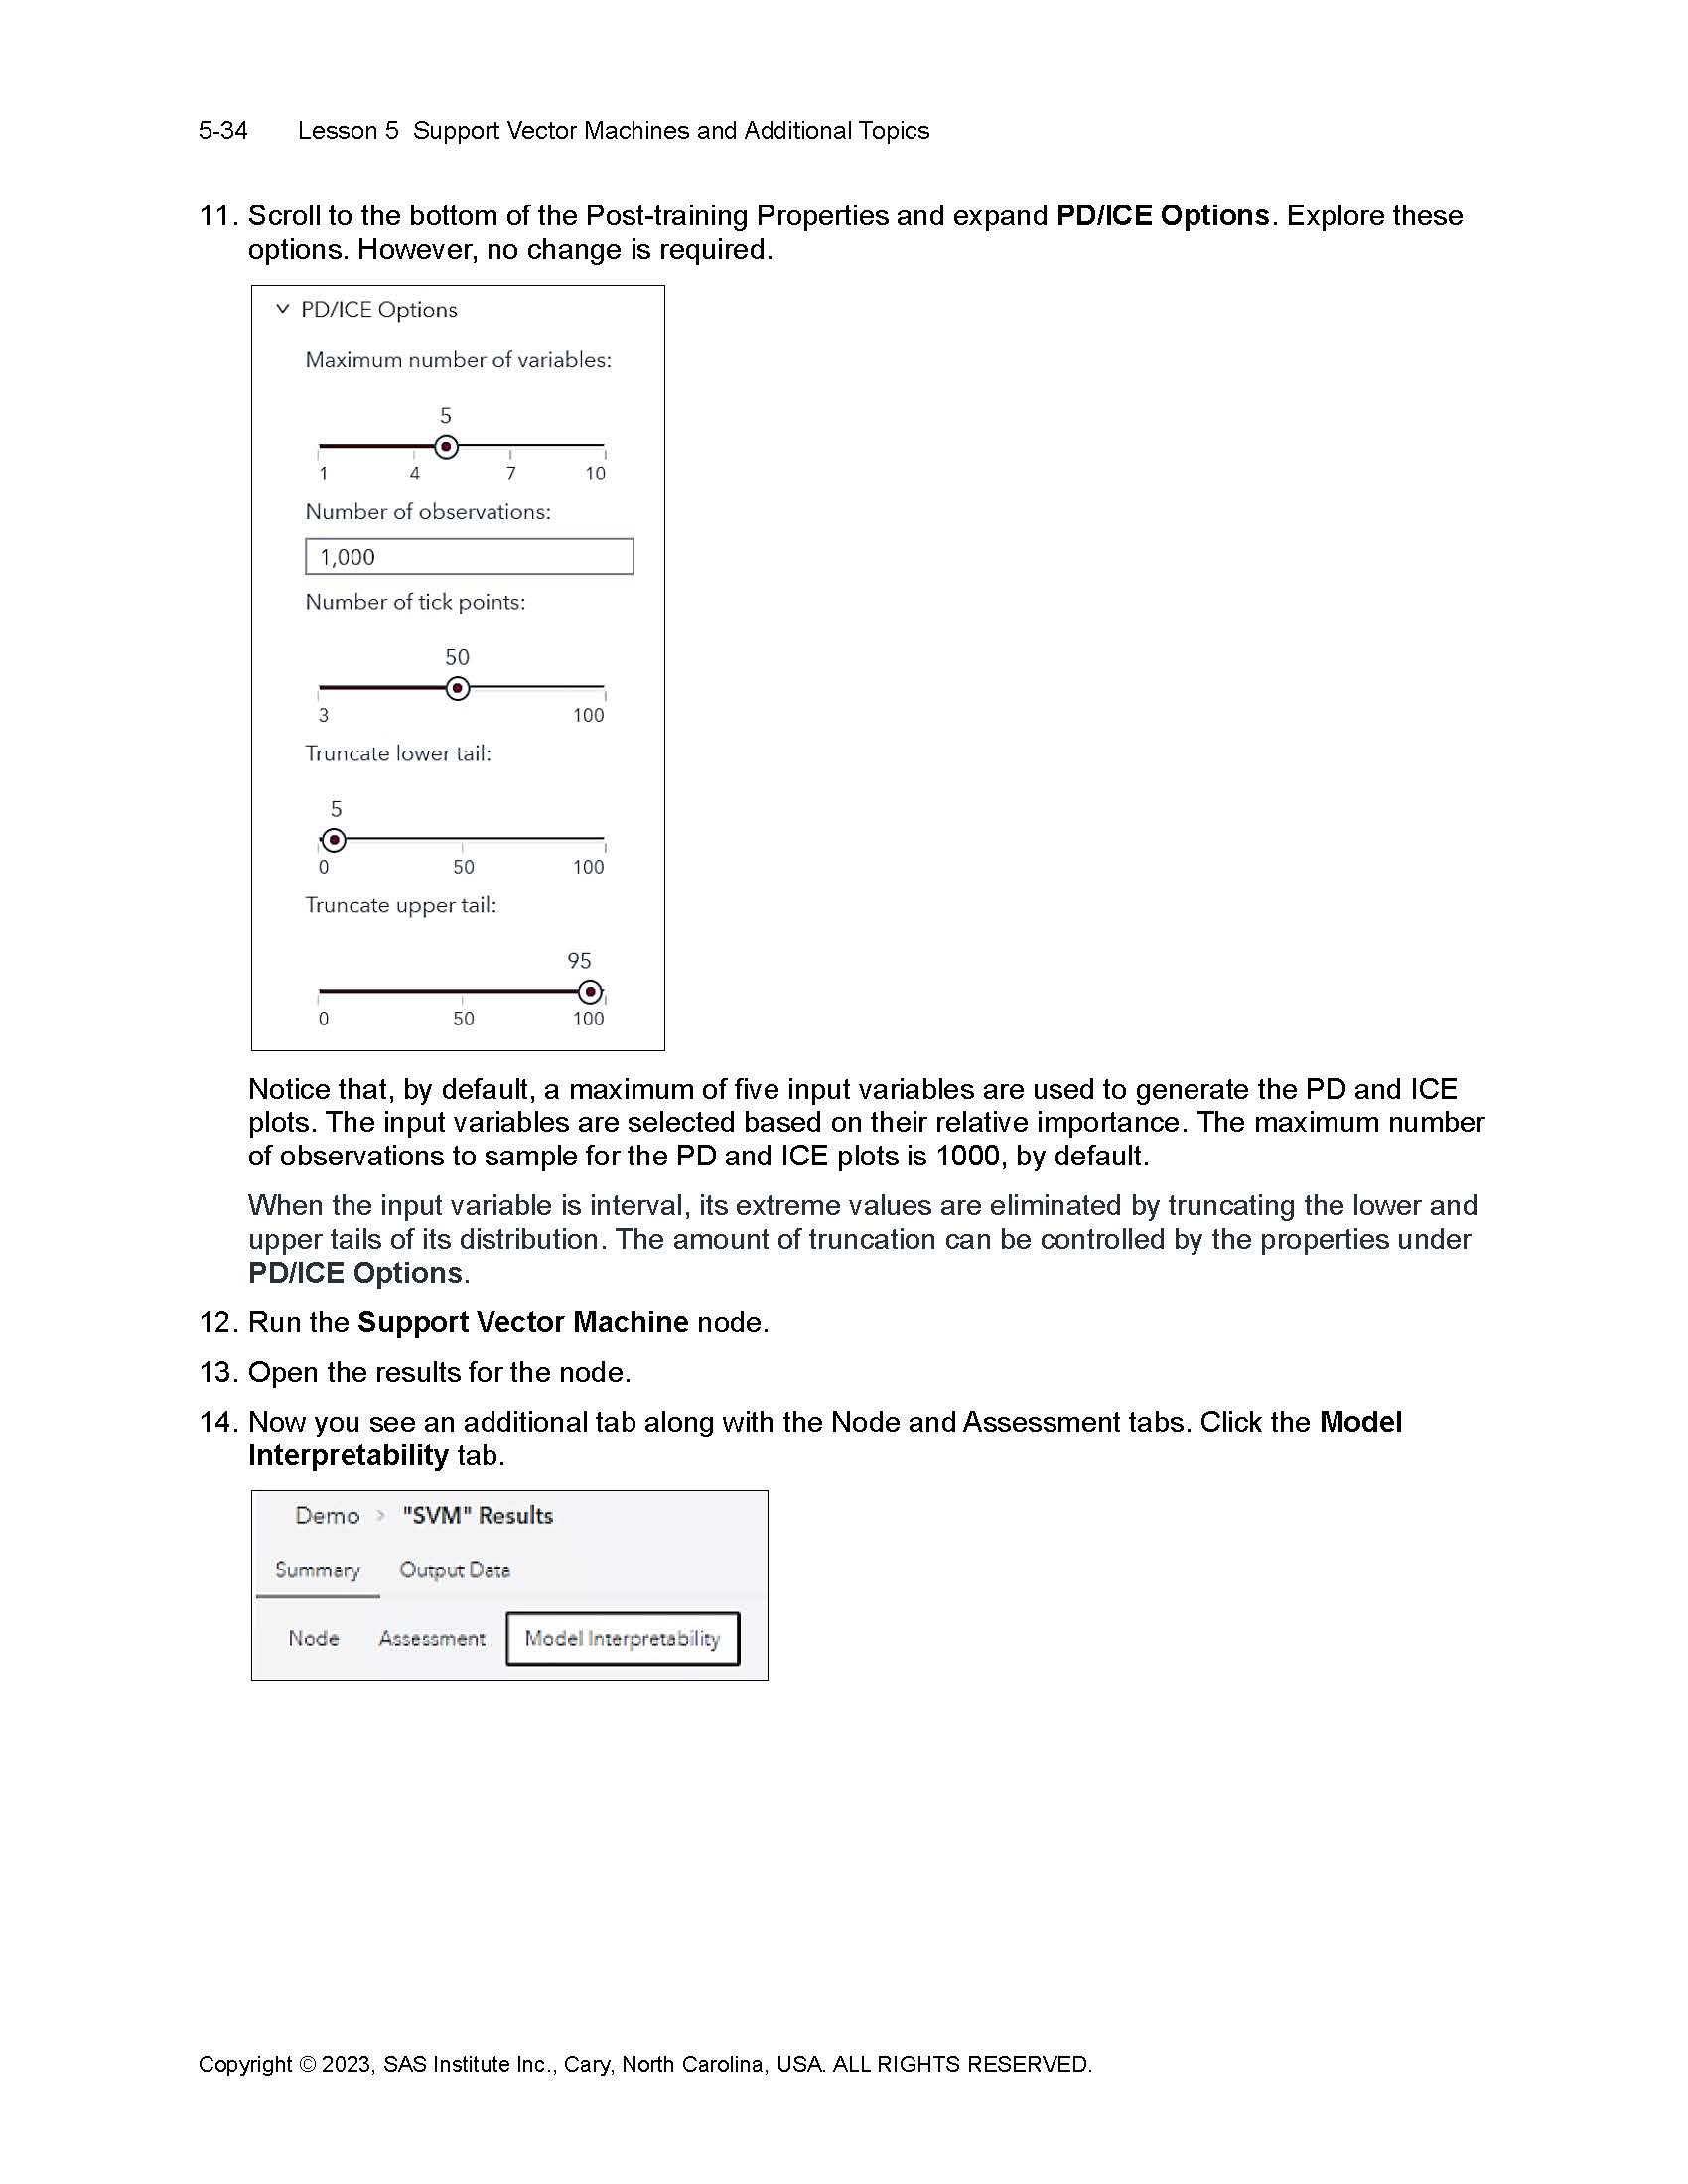 5-34 Lesson 5 Support Vector Machines and Additional Topics
11. Scroll to the bottom of the Post-training Properties and expand PD/ICE Options. Explore these
options. However, no change is required.
PD/ICE Options
Maximum number of variables:
5
1 4 7 10
Number of observations:
1,000
Number of tick points:
50
3 100
Truncate lower tail:
5
0 50 100
Truncate upper tail:
95
0 50 100
Notice that, by default, a maximum of five input variables are used to generate the PD and ICE
plots. The input variables are selected based on their relative importance. The maximum number
of observations to sample for the PD and ICE plots is 1000, by default.
When the input variable is interval, its extreme values are eliminated by truncating the lower and
upper tails of its distribution. The amount of truncation can be controlled by the properties under
PD/ICE Options.
12. Run the Support Vector Machine node.
13. Open the results for the node.
14. Now you see an additional tab along with the Node and Assessment tabs. Click the Model
Interpretability tab.
Demo > "SVM" Results
Summary Output Data
Node Assessment Model Interpretability
Copyright © 2023, SAS Institute Inc., Cary, North Carolina, USA. ALL RIGHTS RESERVED.